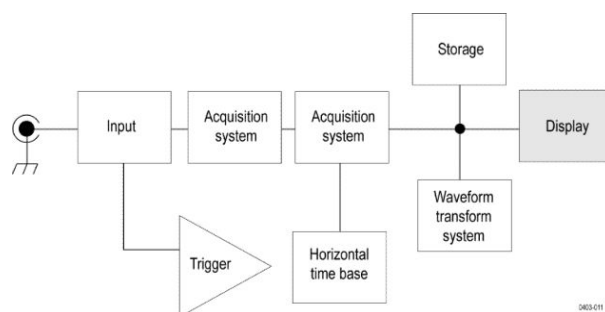 Storage
Input
Acquisition
system
Acquisition
system
Display
Waveform
transform
system
Trigger
Horizontal
time base
0403-011